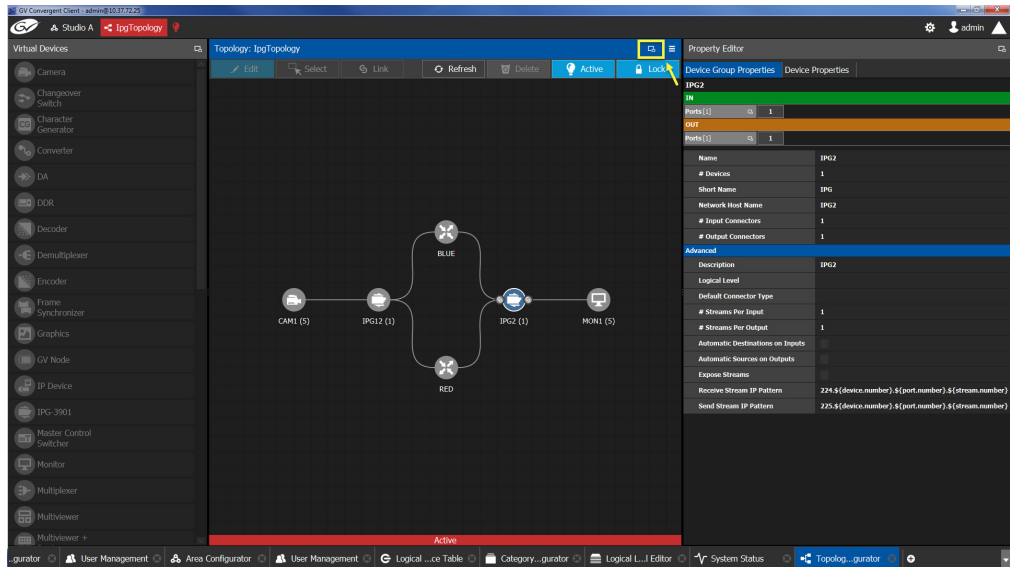 GV Convergent Client - admin@10.37.72.25
GV Studio A IpgTopology admin
Virtual Devices
Camera
Changeover
Switch
CG Character
Generator
Converter
DA
DDR
Decoder
Demultiplexer
Encoder
Frame
Synchronizer
Graphics
GV Node
IP Device
IPG-3901
Master Control
Switcher
Monitor
Multiplexer
Multiviewer
Multiviewer +
Topology: IpgTopology
Edit Select Link Refresh Delete Active Lock
BLUE
CAM1 (5) IPG12 (1) IPG2 (1) MON1 (5)
RED
Active
Property Editor
Device Group Properties Device Properties
IPG2
IN
Ports [1] 1
OUT
Ports [1] 1
Name IPG2
# Devices 1
Short Name IPG
Network Host Name IPG2
# Input Connectors 1
# Output Connectors 1
Advanced
Description IPG2
Logical Level
Default Connector Type
# Streams Per Input 1
# Streams Per Output 1
Automatic Destinations on Inputs
Automatic Sources on Outputs
Expose Streams
Receive Stream IP Pattern 224.${device.number}.${port.number}.${stream.number}
Send Stream IP Pattern 225.${device.number}.${port.number}.${stream.number}
..gurator User Management Area Configurator User Management Logical ...ce Table Category...gurator Logical L...l Editor System Status Topolog...gurator